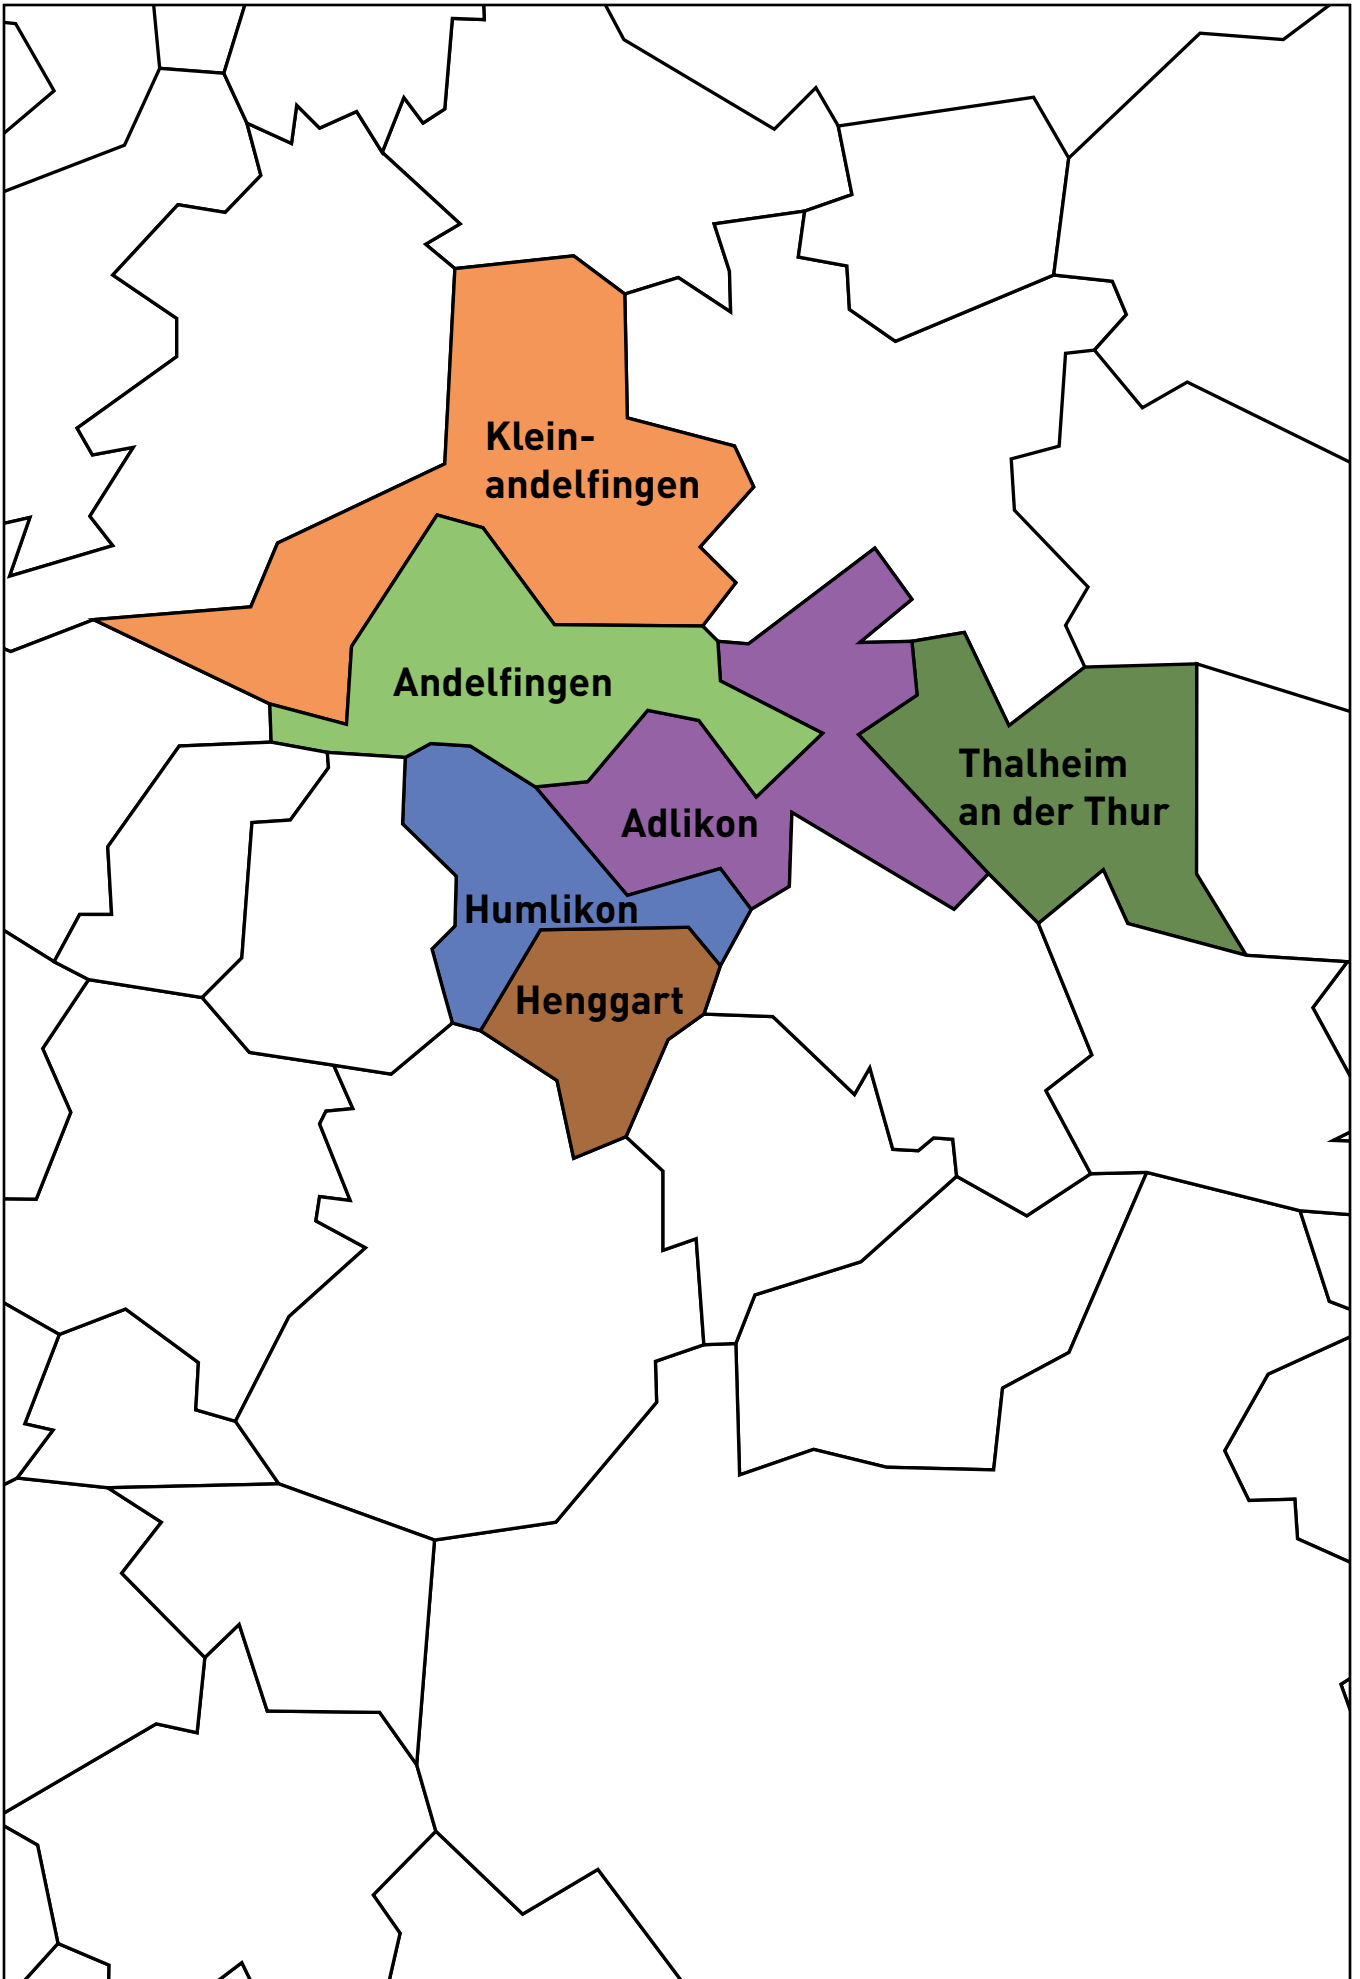 Klein-
andelfingen
Andelfingen
Thalheim
an der Thur
Adlikon
Humlikon
Henggart